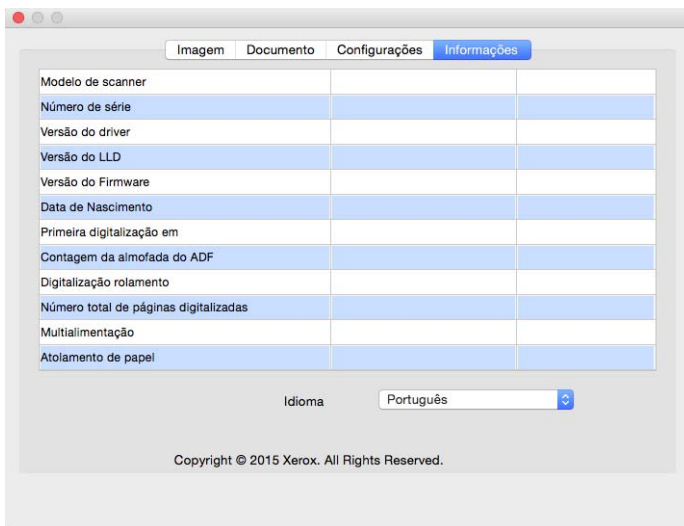 Imagem Documento Configurações Informações
Modelo de scanner
Número de série
Versão do driver
Versão do LLD
Versão do Firmware
Data de Nascimento
Primeira digitalização em
Contagem da almofada do ADF
Digitalização rolamento
Número total de páginas digitalizadas
Multialimentação
Atolamento de papel
Idioma Português
Copyright © 2015 Xerox. All Rights Reserved.